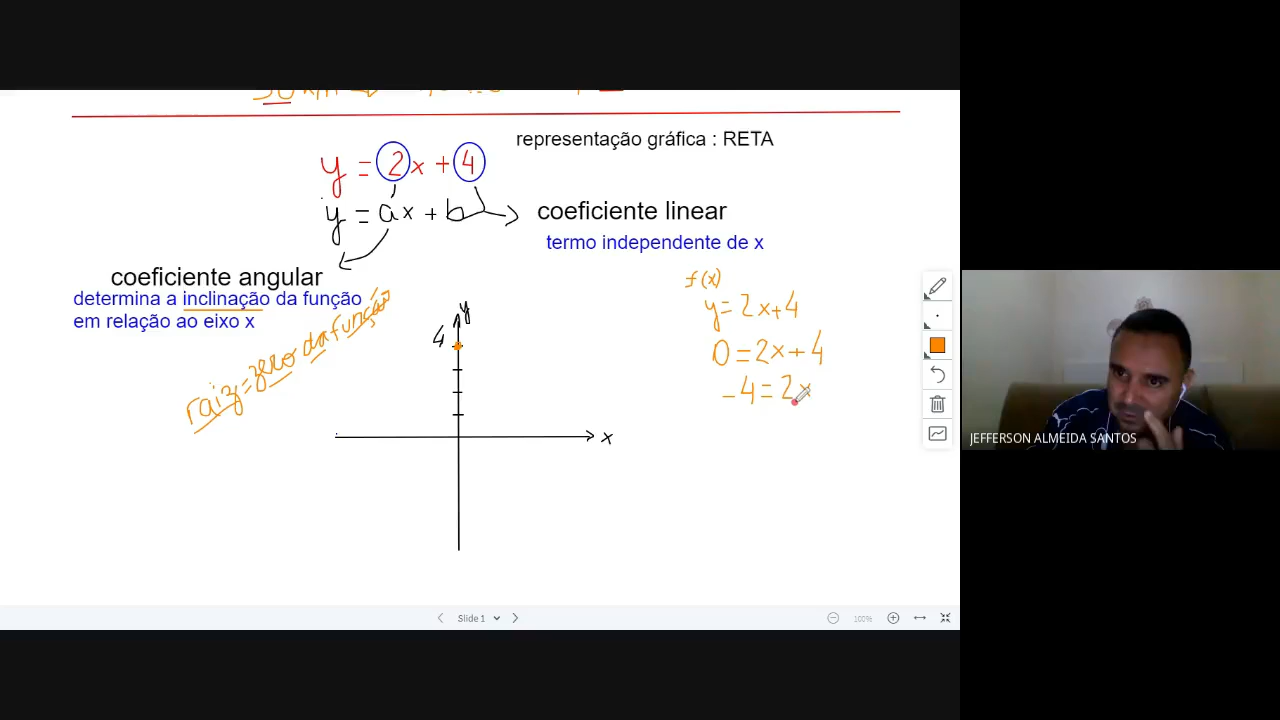 representação gráfica : RETA
y = 2x + 4
y = ax + b
coeficiente linear
termo independente de x
coeficiente angular
determina a inclinação da função
em relação ao eixo x
raiz = zero da função
y
4
x
f(x)
y = 2x + 4
0 = 2x + 4
- 4 = 2x
JEFFERSON ALMEIDA SANTOS
Slide 1
100%